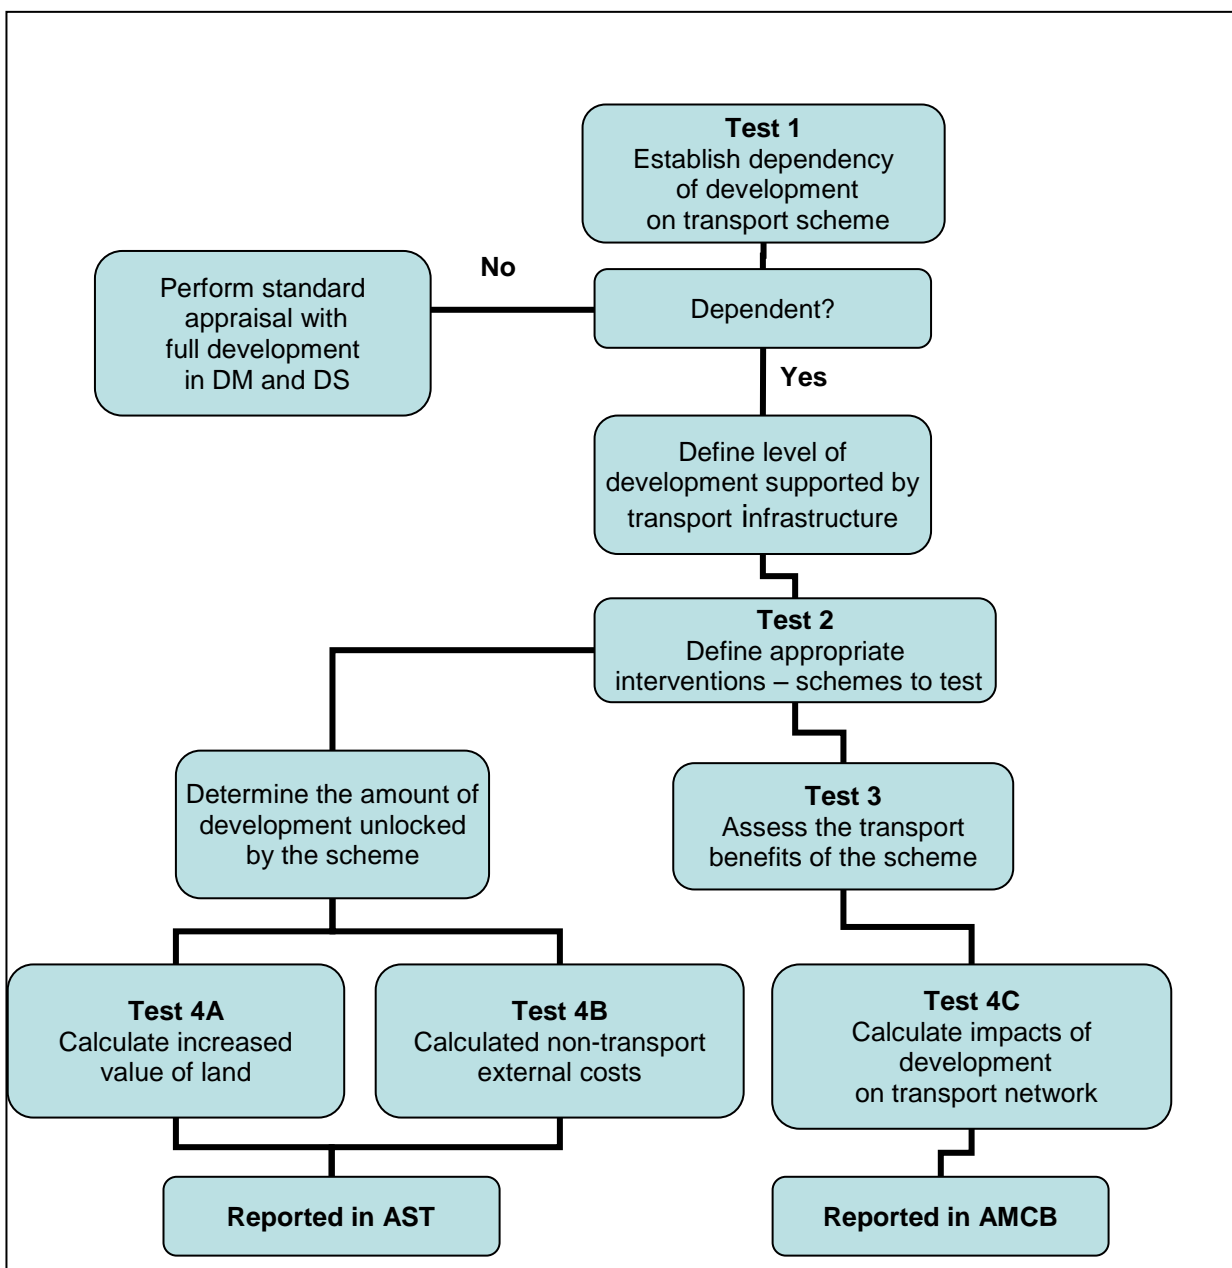 Test 1
Establish dependency
of development
on transport scheme
No
Perform standard
appraisal with
full development
in DM and DS
Dependent?
Yes
Define level of
development supported by
transport infrastructure
Test 2
Define appropriate
interventions – schemes to test
Determine the amount of
development unlocked
by the scheme
Test 3
Assess the transport
benefits of the scheme
Test 4A
Calculate increased
value of land
Test 4B
Calculated non-transport
external costs
Test 4C
Calculate impacts of
development
on transport network
Reported in AST
Reported in AMCB